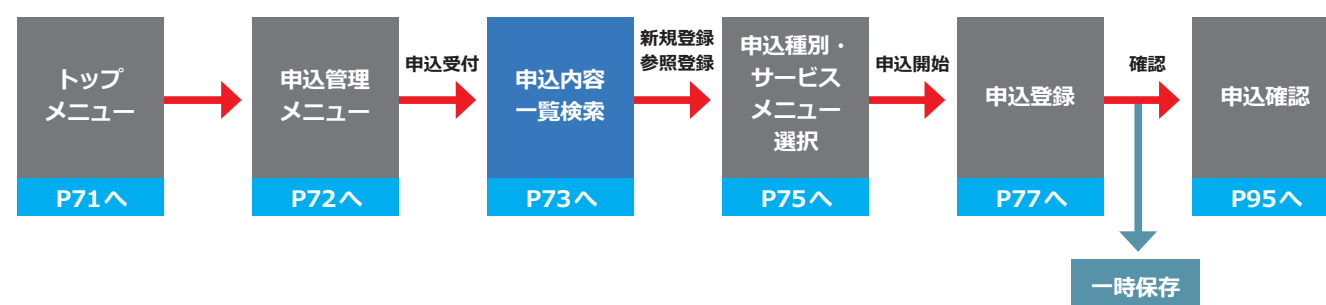 トップ
メニュー
P71へ
申込管理
メニュー
P72へ
申込受付
申込内容
一覧検索
P73へ
新規登録
参照登録
申込種別・
サービス
メニュー
選択
P75へ
申込開始
申込登録
P77へ
確認
申込確認
P95へ
一時保存